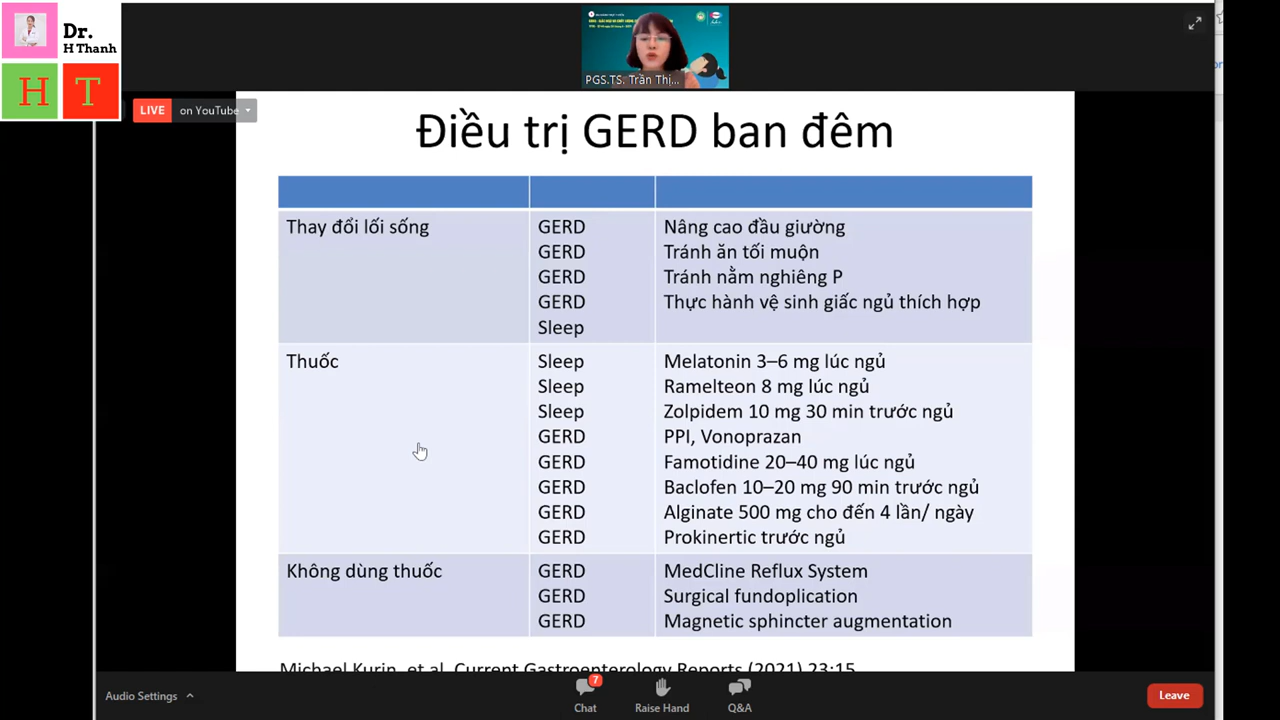 Dr.
H Thanh
H T
PGS.TS. Trần Thị...
LIVE on YouTube
Điều trị GERD ban đêm
Thay đổi lối sống GERD Nâng cao đầu giường
GERD Tránh ăn tối muộn
GERD Tránh nằm nghiêng P
GERD Thực hành vệ sinh giấc ngủ thích hợp
Sleep
Thuốc Sleep Melatonin 3–6 mg lúc ngủ
Sleep Ramelteon 8 mg lúc ngủ
Sleep Zolpidem 10 mg 30 min trước ngủ
GERD PPI, Vonoprazan
GERD Famotidine 20–40 mg lúc ngủ
GERD Baclofen 10–20 mg 90 min trước ngủ
GERD Alginate 500 mg cho đến 4 lần/ ngày
GERD Prokinertic trước ngủ
Không dùng thuốc GERD MedCline Reflux System
GERD Surgical fundoplication
GERD Magnetic sphincter augmentation
Michael Kurin, et al. Current Gastroenterology Reports (2021) 23:15
Audio Settings
7
Chat
Raise Hand
Q&A
Leave